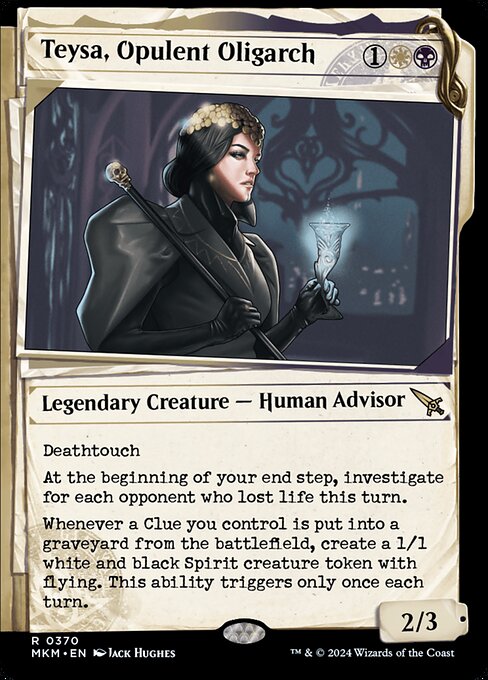 Teysa, Opulent Oligarch 1
Legendary Creature — Human Advisor
Deathtouch
At the beginning of your end step, investigate
for each opponent who lost life this turn.
Whenever a Clue you control is put into a
graveyard from the battlefield, create a 1/1
white and black Spirit creature token with
flying. This ability triggers only once each
turn.
2/3
R 0370
MKM • EN Jack Hughes
™ & © 2024 Wizards of the Coast